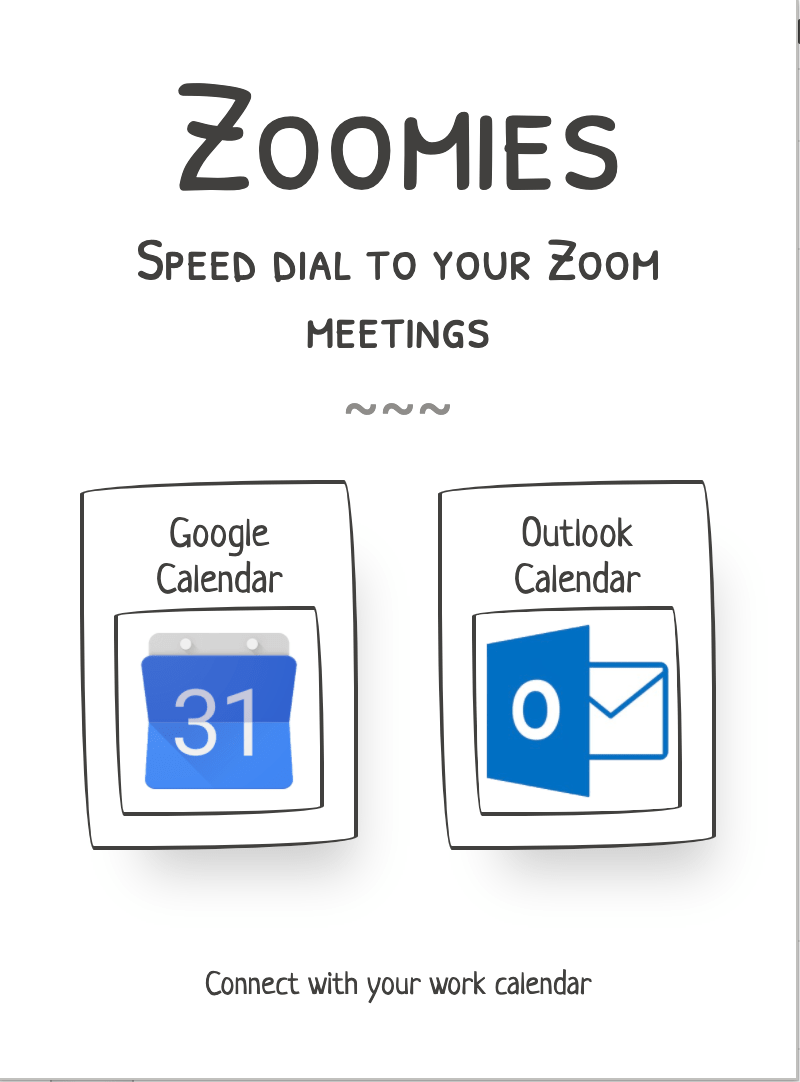 Zoomies
Speed dial to your Zoom
meetings
~~~
Google
Calendar
31
Outlook
Calendar
O
Connect with your work calendar